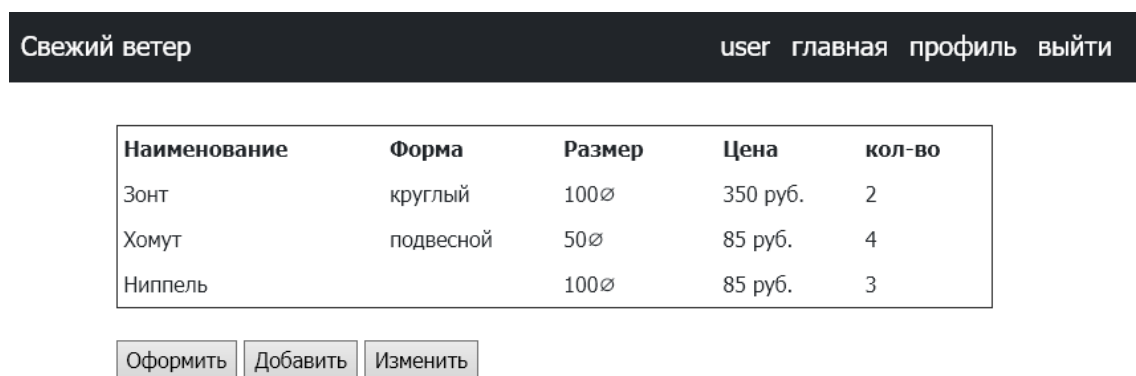 Свежий ветер user главная профиль выйти
Наименование Форма Размер Цена кол-во
Зонт круглый 100∅ 350 руб. 2
Хомут подвесной 50∅ 85 руб. 4
Ниппель 100∅ 85 руб. 3
Оформить Добавить Изменить